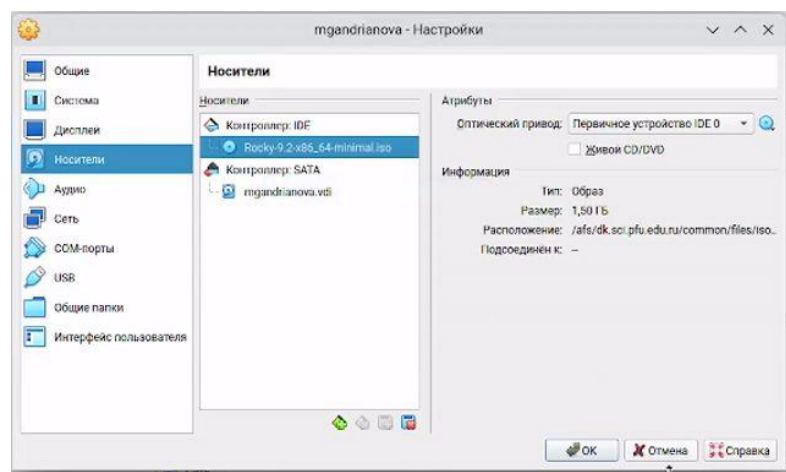 mgandrianova - Настройки
Общие
Система
Дисплей
Носители
Аудио
Сеть
COM-порты
USB
Общие папки
Интерфейс пользователя
Носители
Носители
Контроллер: IDE
Rocky-9.2-x86_64-minimal.iso
Контроллер: SATA
mgandrianova.vdi
Атрибуты
Оптический привод: Первичное устройство IDE 0
Живой CD/DVD
Информация
Тип: Образ
Размер: 1,50 ГБ
Расположение: /afs/dk.sci.pfu.edu.ru/common/files/iso...
Подсоединён к: --
OK
Отмена
Справка